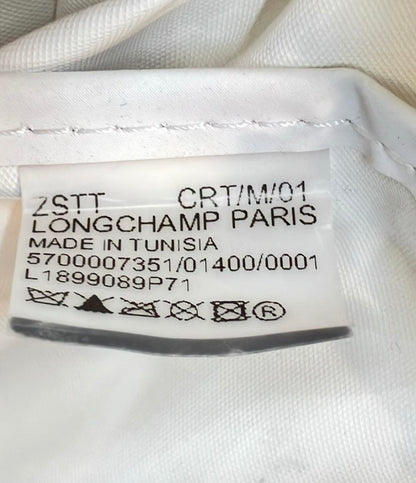 ZSTT CRT/M/01
LONGCHAMP PARIS
MADE IN TUNISIA
5700007351/01400/0001
L1899089P71
®